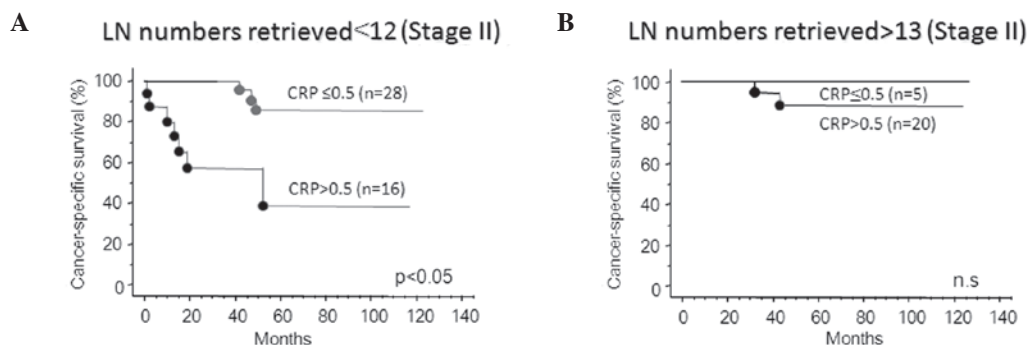 A
LN numbers retrieved<12 (Stage II)
Cancer-specific survival (%)
100
80
60
40
20
0
CRP ≤0.5 (n=28)
CRP>0.5 (n=16)
p<0.05
0 20 40 60 80 100 120 140
Months
B
LN numbers retrieved>13 (Stage II)
Cancer-specific survival (%)
100
80
60
40
20
0
CRP≤0.5 (n=5)
CRP>0.5 (n=20)
n.s
0 20 40 60 80 100 120 140
Months